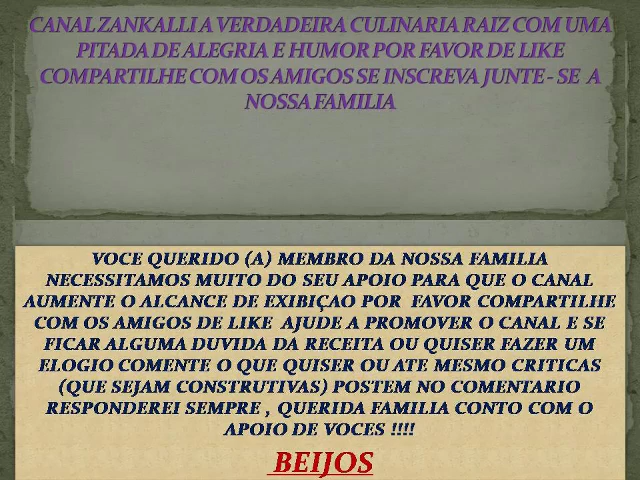 CANAL ZANKALLI A VERDADEIRA CULINARIA RAIZ COM UMA
PITADA DE ALEGRIA E HUMOR POR FAVOR DE LIKE
COMPARTILHE COM OS AMIGOS SE INSCREVA JUNTE - SE A
NOSSA FAMILIA
VOCE QUERIDO (A) MEMBRO DA NOSSA FAMILIA
NECESSITAMOS MUITO DO SEU APOIO PARA QUE O CANAL
AUMENTE O ALCANCE DE EXIBIÇAO POR FAVOR COMPARTILHE
COM OS AMIGOS DE LIKE AJUDE A PROMOVER O CANAL E SE
FICAR ALGUMA DUVIDA DA RECEITA OU QUISER FAZER UM
ELOGIO COMENTE O QUE QUISER OU ATE MESMO CRITICAS
(QUE SEJAM CONSTRUTIVAS) POSTEM NO COMENTARIO
RESPONDEREI SEMPRE , QUERIDA FAMILIA CONTO COM O
APOIO DE VOCES !!!!
BEIJOS